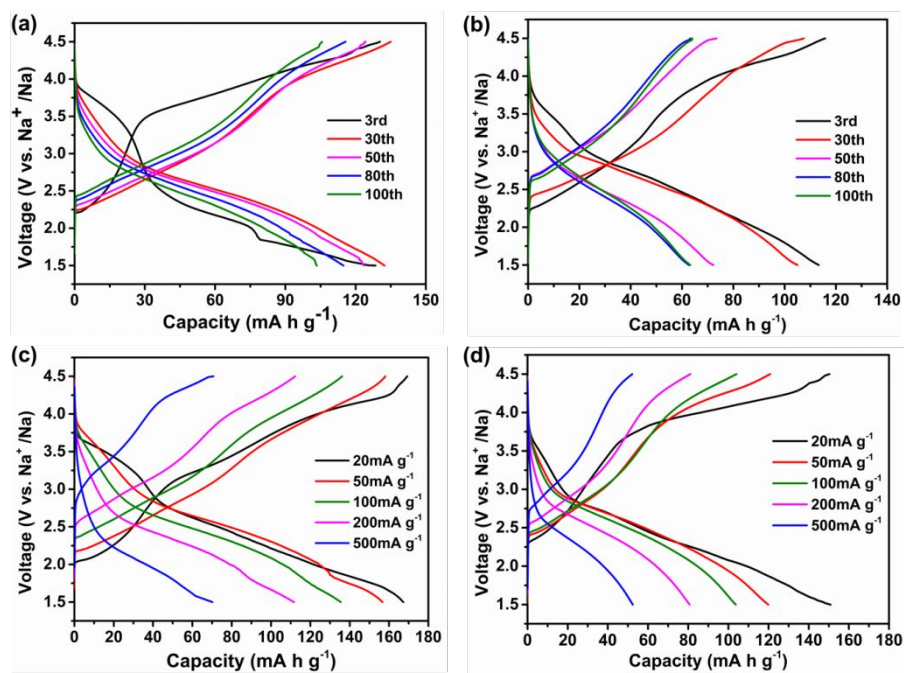 (a)
4.5
4.0
3.5
3.0
2.5
2.0
1.5
Voltage (V vs. Na⁺ /Na)
3rd
30th
50th
80th
100th
0 30 60 90 120 150
Capacity (mA h g⁻¹)
(b)
4.5
4.0
3.5
3.0
2.5
2.0
1.5
Voltage (V vs. Na⁺ /Na)
3rd
30th
50th
80th
100th
0 20 40 60 80 100 120 140
Capacity (mA h g⁻¹)
(c)
4.5
4.0
3.5
3.0
2.5
2.0
1.5
Voltage (V vs. Na⁺ /Na)
20mA g⁻¹
50mA g⁻¹
100mA g⁻¹
200mA g⁻¹
500mA g⁻¹
0 20 40 60 80 100 120 140 160 180
Capacity (mA h g⁻¹)
(d)
4.5
4.0
3.5
3.0
2.5
2.0
1.5
Voltage (V vs. Na⁺ /Na)
20mA g⁻¹
50mA g⁻¹
100mA g⁻¹
200mA g⁻¹
500mA g⁻¹
0 20 40 60 80 100 120 140 160 180
Capacity (mA h g⁻¹)